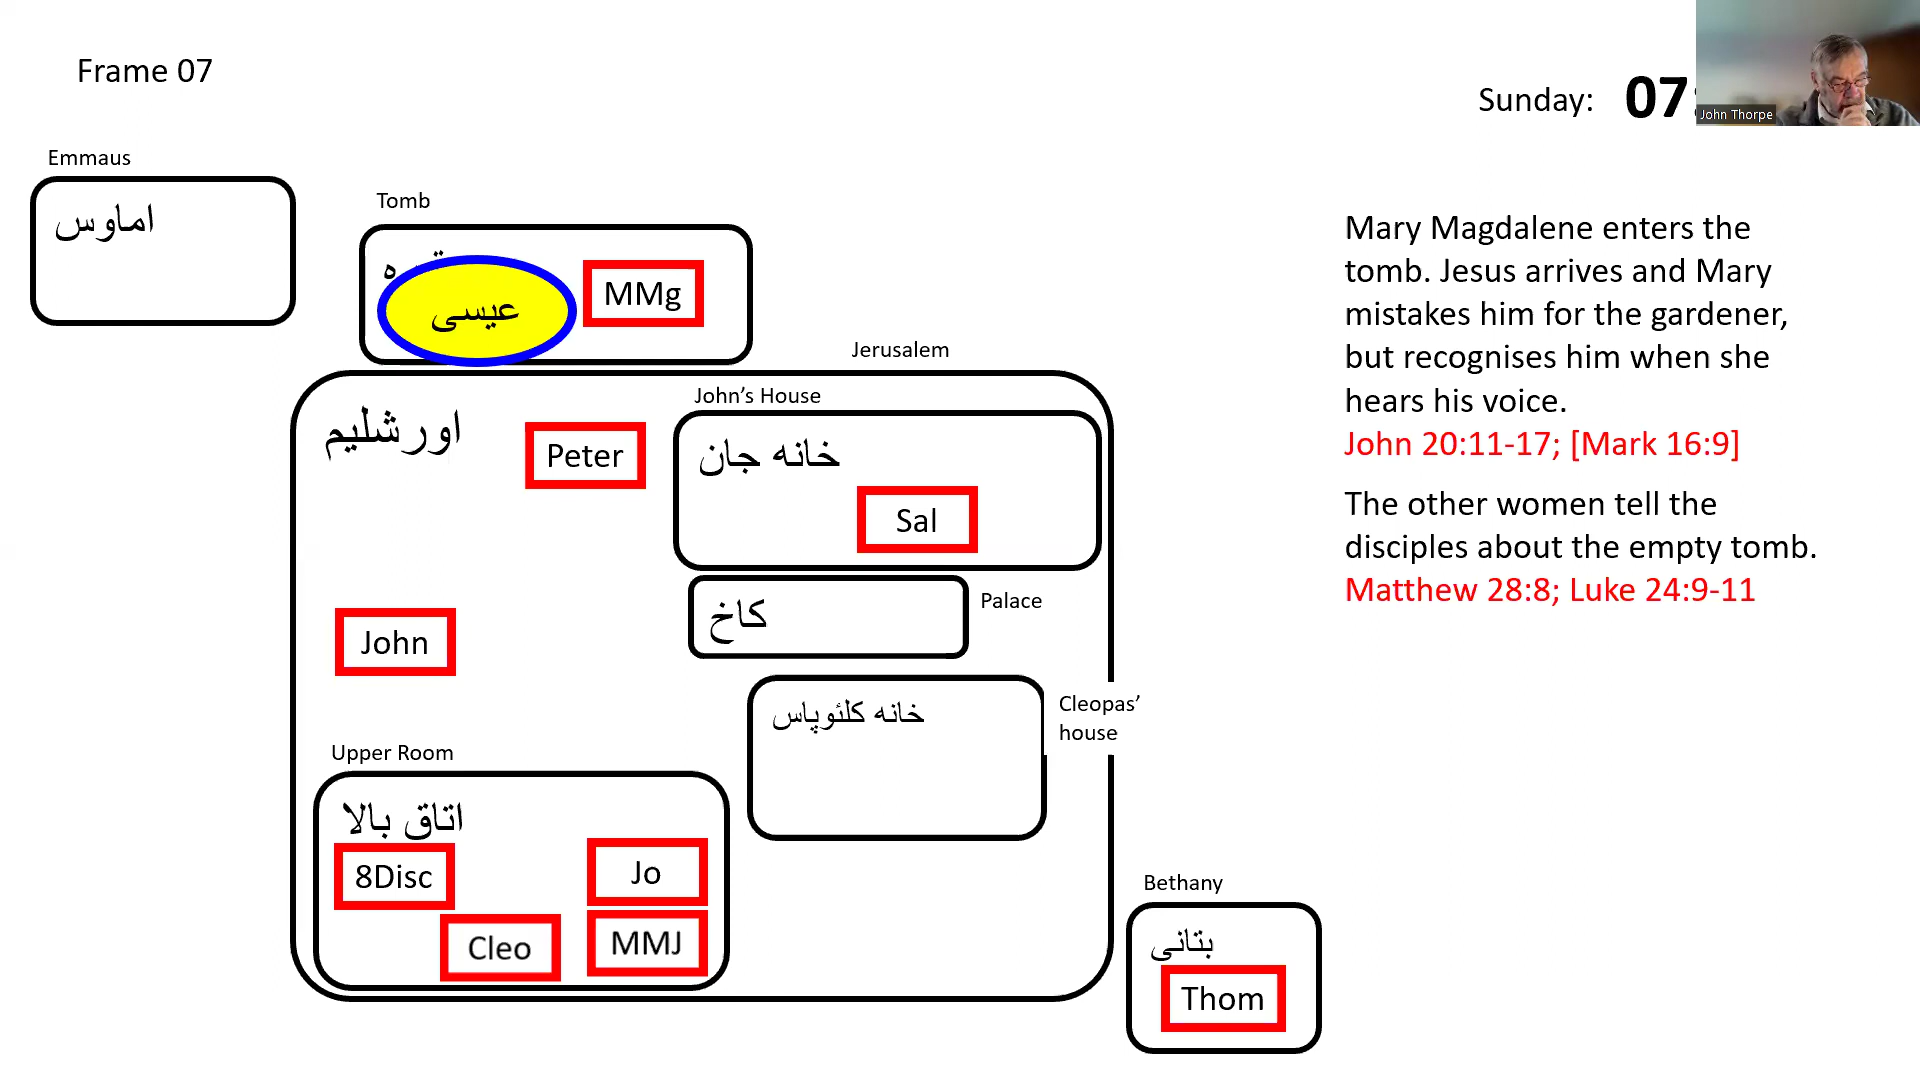 Frame 07
Sunday: 07:
John Thorpe
Emmaus
اماوس
Tomb
عیسی
MMg
Jerusalem
اورشلیم
Peter
John's House
خانه جان
Sal
کاخ
Palace
John
خانه کلئوپاس
Cleopas'
house
Upper Room
اتاق بالا
8Disc
Jo
Cleo
MMJ
Bethany
بتانی
Thom
Mary Magdalene enters the
tomb. Jesus arrives and Mary
mistakes him for the gardener,
but recognises him when she
hears his voice.
John 20:11-17; [Mark 16:9]
The other women tell the
disciples about the empty tomb.
Matthew 28:8; Luke 24:9-11